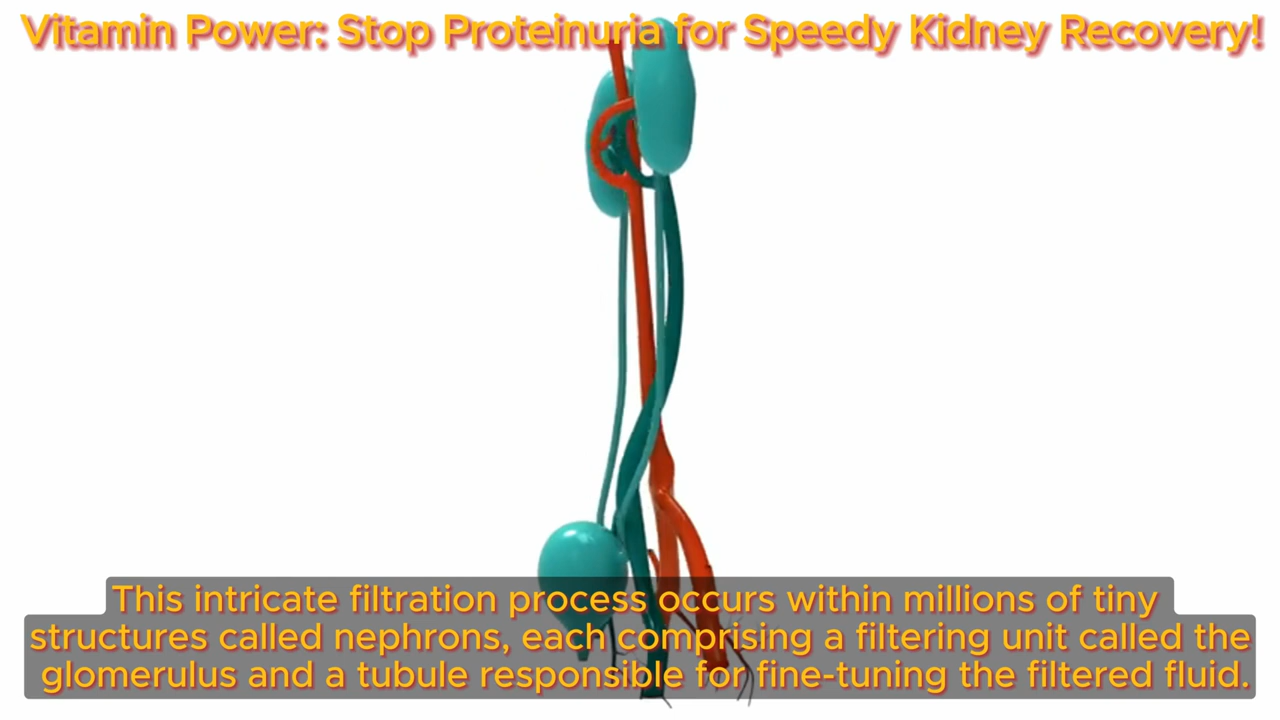 Vitamin Power: Stop Proteinuria for Speedy Kidney Recovery!
This intricate filtration process occurs within millions of tiny
structures called nephrons, each comprising a filtering unit called the
glomerulus and a tubule responsible for fine-tuning the filtered fluid.